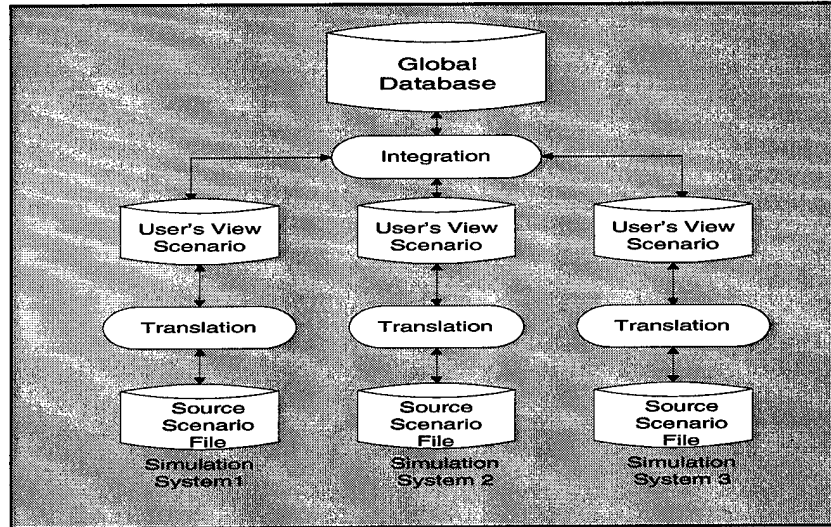 Global
Database
Integration
User's View
Scenario
User's View
Scenario
User's View
Scenario
Translation
Translation
Translation
Source
Scenario
File
Source
Scenario
File
Source
Scenario
File
Simulation
System1
Simulation
System 2
Simulation
System 3